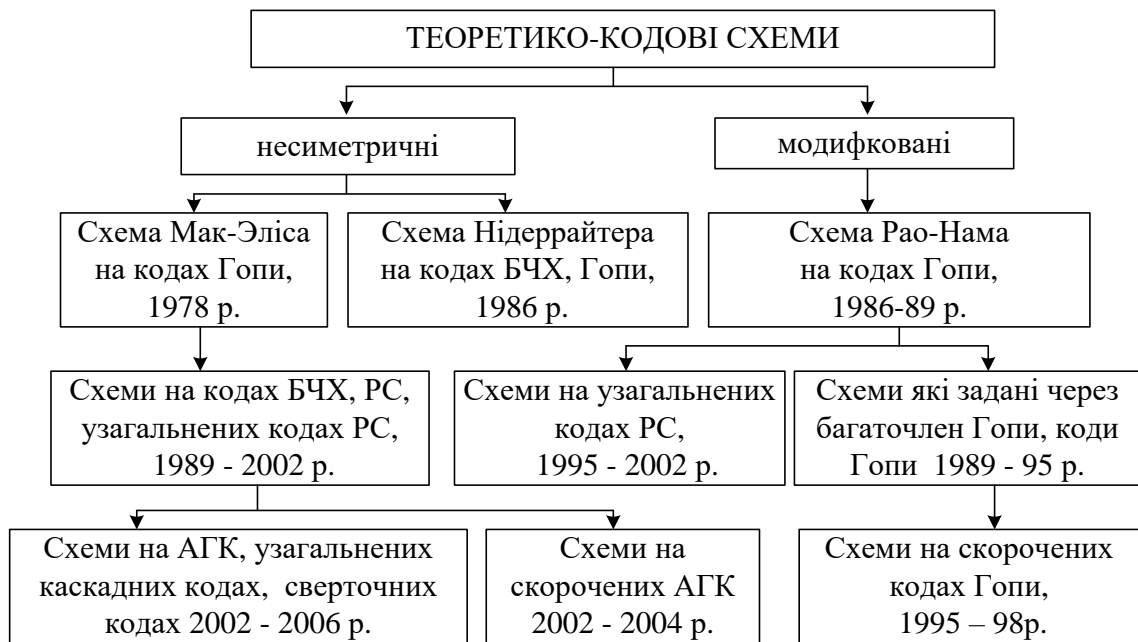 ТЕОРЕТИКО-КОДОВІ СХЕМИ
несиметричні
модифковані
Схема Мак-Эліса
на кодах Гопи,
1978 р.
Схема Нідеррайтера
на кодах БЧХ, Гопи,
1986 р.
Схема Рао-Нама
на кодах Гопи,
1986-89 р.
Схеми на кодах БЧХ, РС,
узагальнених кодах РС,
1989 - 2002 р.
Схеми на узагальнених
кодах РС,
1995 - 2002 р.
Схеми які задані через
багаточлен Гопи, коди
Гопи 1989 - 95 р.
Схеми на АГК, узагальнених
каскадних кодах, сверточних
кодах 2002 - 2006 р.
Схеми на
скорочених АГК
2002 - 2004 р.
Схеми на скорочених
кодах Гопи,
1995 – 98р.